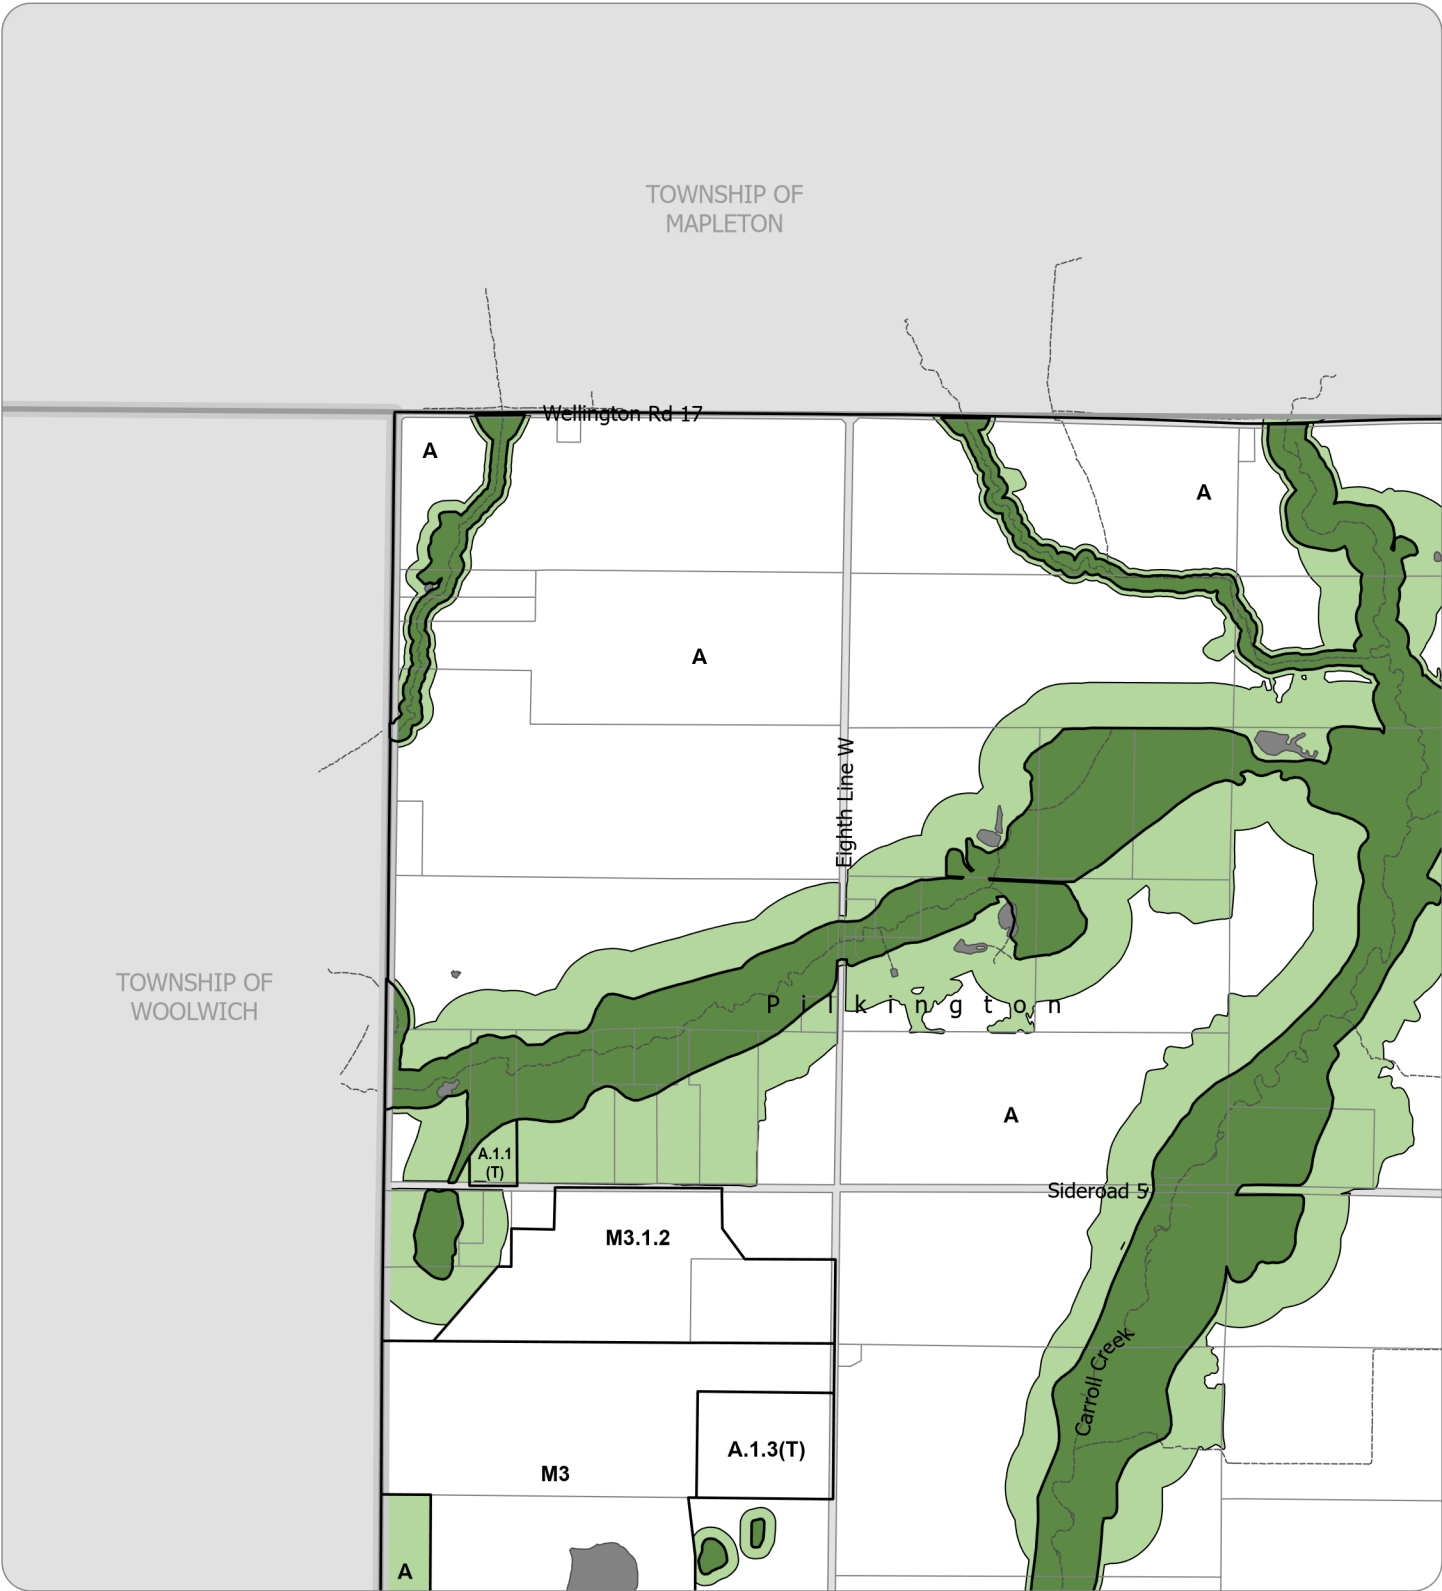 TOWNSHIP OF
MAPLETON
Wellington Rd 17
A
A
A
Eighth Line W
TOWNSHIP OF
WOOLWICH
Pilkington
A
A.1.1
(T)
Sideroad 5
M3.1.2
Carroll Creek
A.1.3(T)
M3
A